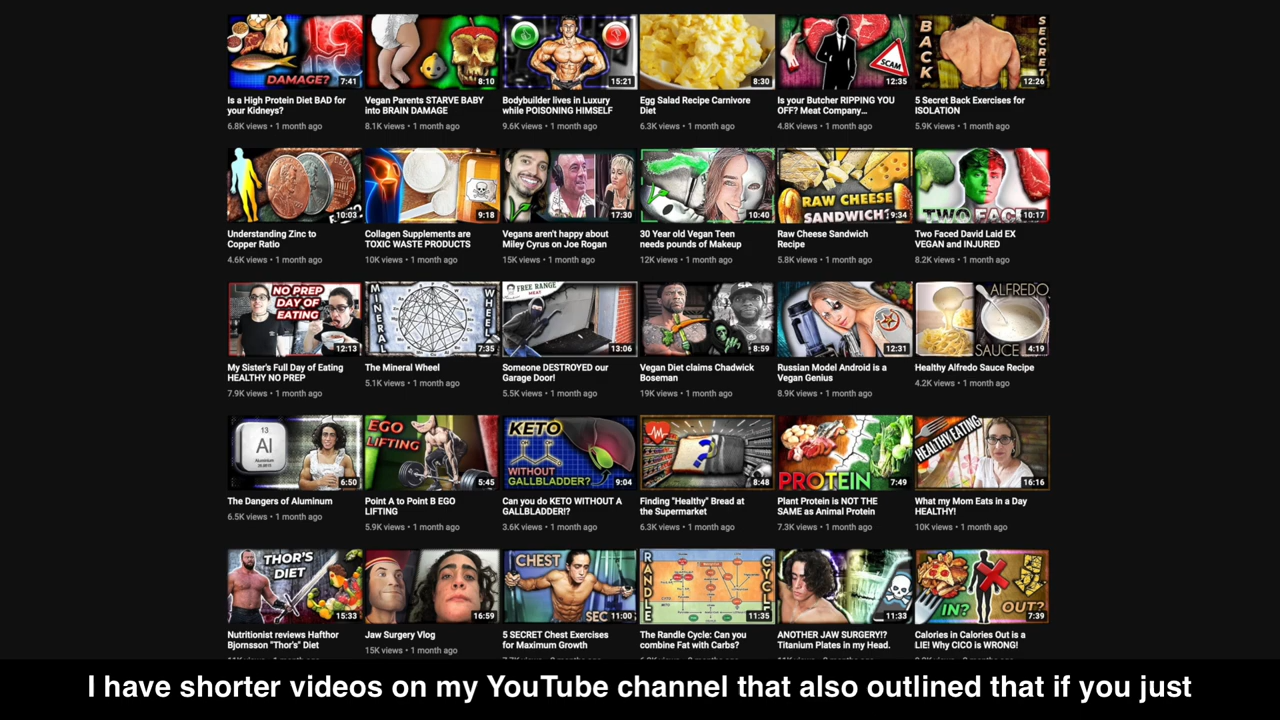 DAMAGE?
7:41
8:10
15:21
8:30
SCAM
12:35
BACK
SECRET
12:26
Is a High Protein Diet BAD for
your Kidneys?
6.8K views • 1 month ago
Vegan Parents STARVE BABY
into BRAIN DAMAGE
8.1K views • 1 month ago
Bodybuilder lives in Luxury
while POISONING HIMSELF
9.6K views • 1 month ago
Egg Salad Recipe Carnivore
Diet
6.3K views • 1 month ago
Is your Butcher RIPPING YOU
OFF? Meat Company...
4.8K views • 1 month ago
5 Secret Back Exercises for
ISOLATION
5.9K views • 1 month ago
10:03
9:18
17:30
10:40
RAW CHEESE
SANDWICH?
9:34
TWO FACE
10:17
Understanding Zinc to
Copper Ratio
4.6K views • 1 month ago
Collagen Supplements are
TOXIC WASTE PRODUCTS
10K views • 1 month ago
Vegans aren't happy about
Miley Cyrus on Joe Rogan
15K views • 1 month ago
30 Year old Vegan Teen
needs pounds of Makeup
12K views • 1 month ago
Raw Cheese Sandwich
Recipe
5.8K views • 1 month ago
Two Faced David Laid EX
VEGAN and INJURED
8.2K views • 1 month ago
NO PREP
DAY OF
EATING
12:13
MINERAL
WHEEL
7:35
FREE RANGE
MEAT
13:06
8:59
12:31
ALFREDO
SAUCE
4:19
My Sister's Full Day of Eating
HEALTHY NO PREP
7.9K views • 1 month ago
The Mineral Wheel
5.1K views • 1 month ago
Someone DESTROYED our
Garage Door!
5.5K views • 1 month ago
Vegan Diet claims Chadwick
Boseman
19K views • 1 month ago
Russian Model Android is a
Vegan Genius
8.9K views • 1 month ago
Healthy Alfredo Sauce Recipe
4.2K views • 1 month ago
13
Al
6:50
EGO
LIFTING
5:45
KETO
WITHOUT
GALLBLADDER?
9:04
8:48
PROTEIN
7:49
HEALTHY EATING
16:16
The Dangers of Aluminum
6.5K views • 1 month ago
Point A to Point B EGO
LIFTING
5.9K views • 1 month ago
Can you do KETO WITHOUT A
GALLBLADDER!?
3.6K views • 1 month ago
Finding "Healthy" Bread at
the Supermarket
6.3K views • 1 month ago
Plant Protein is NOT THE
SAME as Animal Protein
7.3K views • 1 month ago
What my Mom Eats in a Day
HEALTHY!
10K views • 1 month ago
THOR'S
DIET
15:33
16:59
CHEST
SEC
11:00
RANDLE
CYCLE
11:35
11:33
IN?
OUT?
7:39
Nutritionist reviews Hafthor
Bjornsson "Thor's" Diet
Jaw Surgery Vlog
15K views • 1 month ago
5 SECRET Chest Exercises
for Maximum Growth
The Randle Cycle: Can you
combine Fat with Carbs?
ANOTHER JAW SURGERY!?
Titanium Plates in my Head.
Calories in Calories Out is a
LIE! Why CICO is WRONG!
I have shorter videos on my YouTube channel that also outlined that if you just